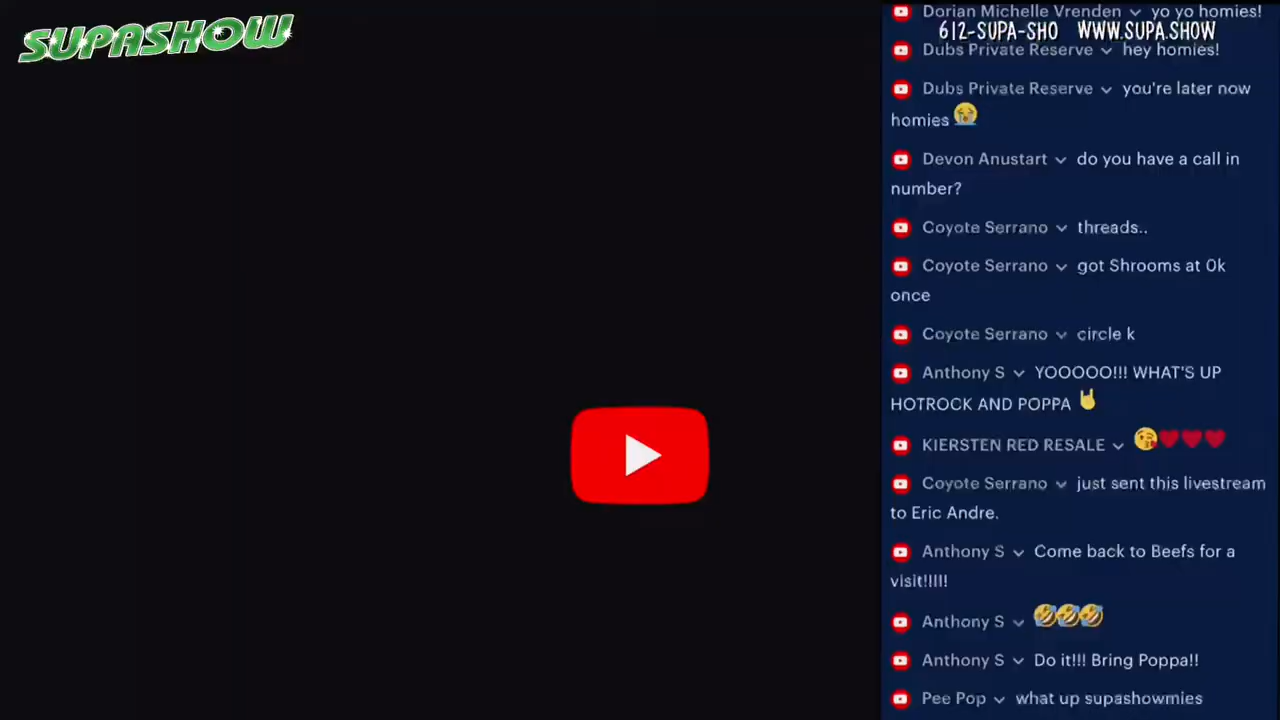 SUPASHOW
Dorian Michelle Vrenden yo yo homies!
612-SUPA-SHO WWW.SUPA.SHOW
Dubs Private Reserve hey homies!
Dubs Private Reserve you're later now
homies 😭
Devon Anustart do you have a call in
number?
Coyote Serrano threads..
Coyote Serrano got Shrooms at Ok
once
Coyote Serrano circle k
Anthony S YOOOOO!!! WHAT'S UP
HOTROCK AND POPPA 🤘
KIERSTEN RED RESALE 😘❤️❤️❤️
Coyote Serrano just sent this livestream
to Eric Andre.
Anthony S Come back to Beefs for a
visit!!!!!
Anthony S 🤣🤣🤣
Anthony S Do it!!! Bring Poppa!!
Pee Pop what up supashowmies